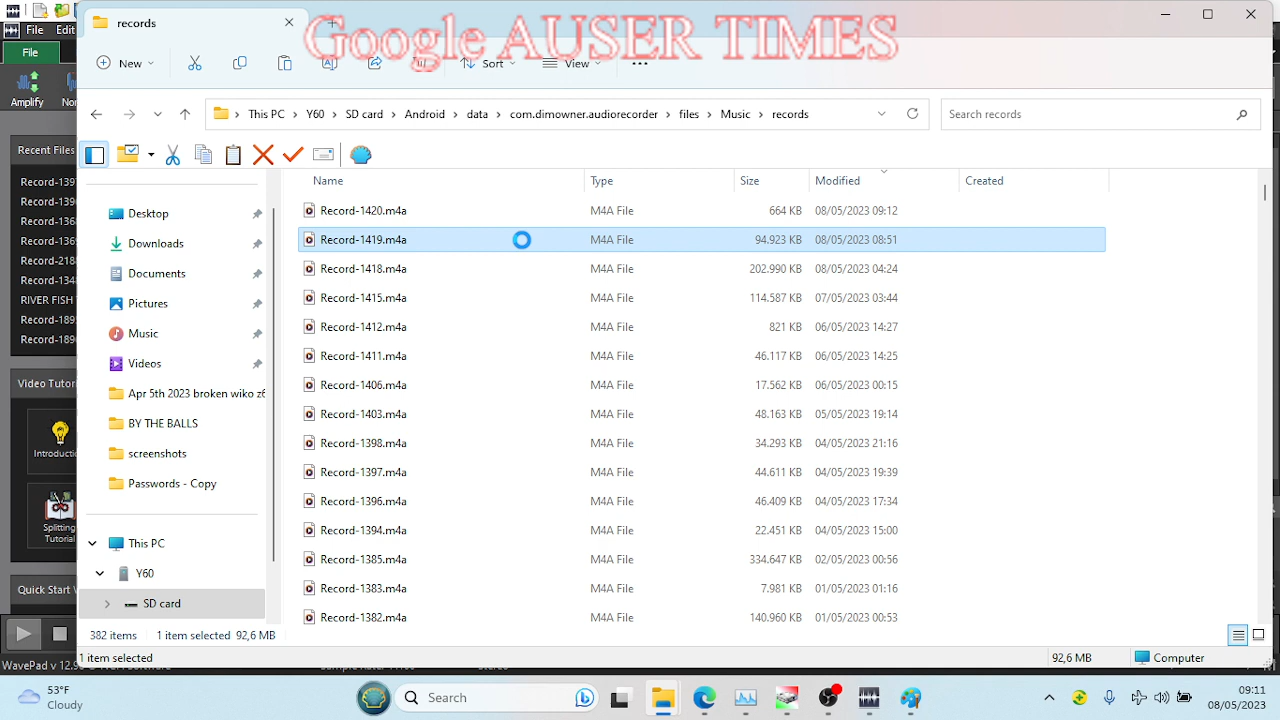 records
Google AUSER TIMES
File
Edit
File
New
Sort
View
Amplify
This PC
Y60
SD card
Android
data
com.dimowner.audiorecorder
files
Music
records
Search records
Recent Files
Name
Type
Size
Modified
Created
Desktop
Downloads
Documents
Pictures
Music
Videos
Apr 5th 2023 broken wiko z6
BY THE BALLS
screenshots
Passwords - Copy
This PC
Y60
SD card
Record-1420.m4a M4A File 664 KB 08/05/2023 09:12
Record-1419.m4a M4A File 94.923 KB 08/05/2023 08:51
Record-1418.m4a M4A File 202.990 KB 08/05/2023 04:24
Record-1415.m4a M4A File 114.587 KB 07/05/2023 03:44
Record-1412.m4a M4A File 821 KB 06/05/2023 14:27
Record-1411.m4a M4A File 46.117 KB 06/05/2023 14:25
Record-1406.m4a M4A File 17.562 KB 06/05/2023 00:15
Record-1403.m4a M4A File 48.163 KB 05/05/2023 19:14
Record-1398.m4a M4A File 34.293 KB 04/05/2023 21:16
Record-1397.m4a M4A File 44.611 KB 04/05/2023 19:39
Record-1396.m4a M4A File 46.409 KB 04/05/2023 17:34
Record-1394.m4a M4A File 22.451 KB 04/05/2023 15:00
Record-1385.m4a M4A File 334.647 KB 02/05/2023 00:56
Record-1383.m4a M4A File 7.981 KB 01/05/2023 01:16
Record-1382.m4a M4A File 140.960 KB 01/05/2023 00:53
RIVER FISH
Splitting
Quick Start
382 items 1 item selected 92,6 MB
1 item selected
92,6 MB
Computer
53°F
Cloudy
Search
09:11
08/05/2023